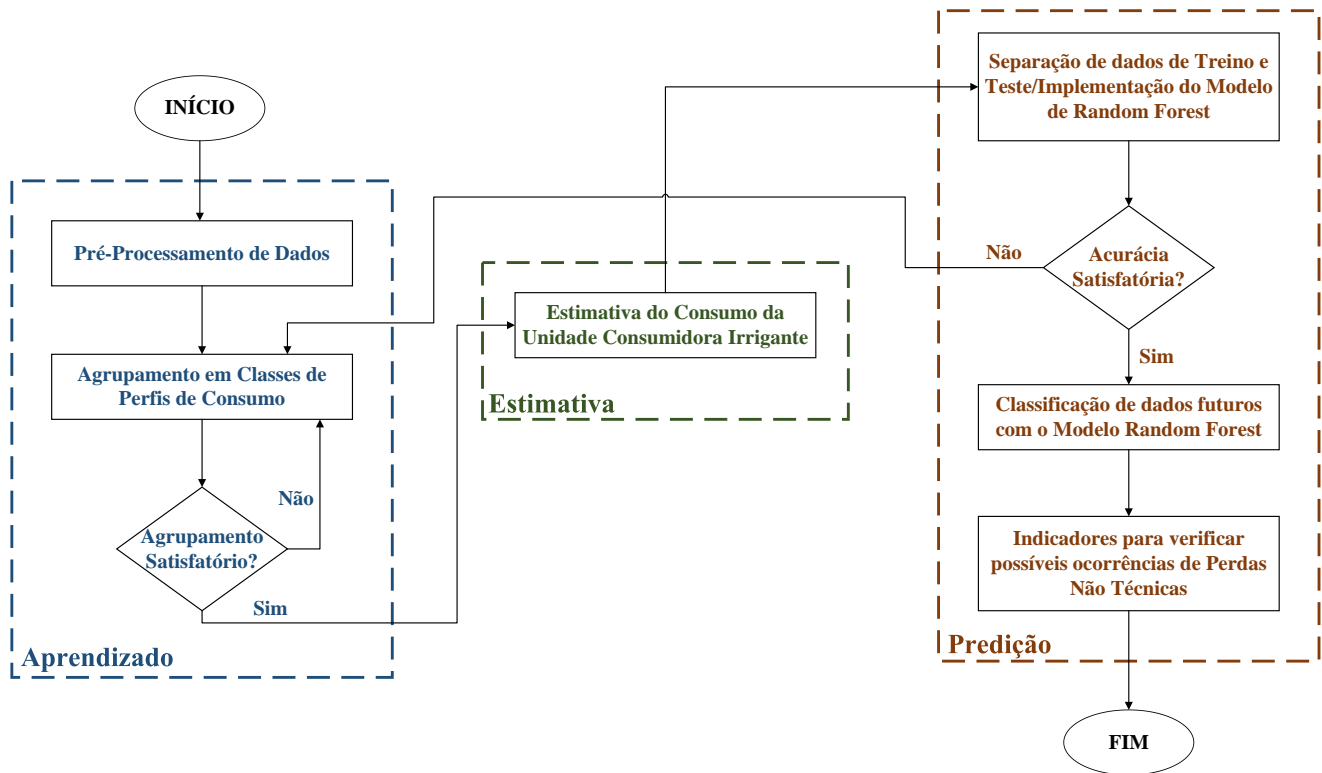 INÍCIO
Pré-Processamento de Dados
Agrupamento em Classes de
Perfis de Consumo
Não
Agrupamento
Satisfatório?
Sim
Aprendizado
Estimativa do Consumo da
Unidade Consumidora Irrigante
Estimativa
Separação de dados de Treino e
Teste/Implementação do Modelo
de Random Forest
Não
Acurácia
Satisfatória?
Sim
Classificação de dados futuros
com o Modelo Random Forest
Indicadores para verificar
possíveis ocorrências de Perdas
Não Técnicas
Predição
FIM